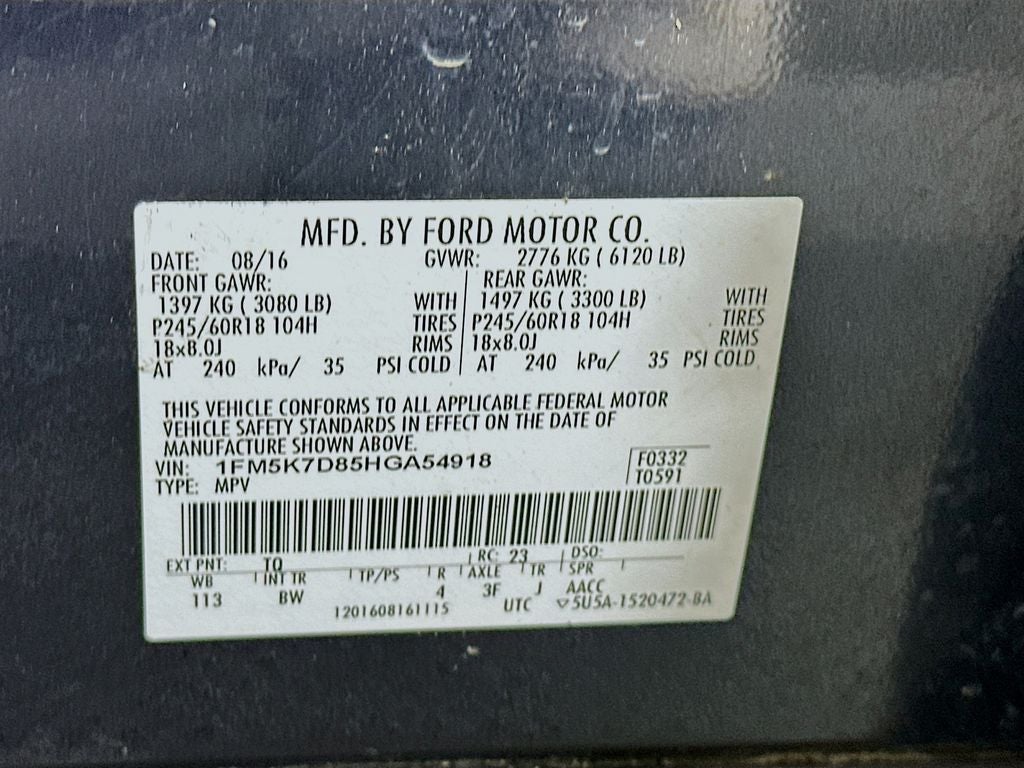 MFD. BY FORD MOTOR CO.
DATE: 08/16 GVWR: 2776 KG ( 6120 LB)
FRONT GAWR: REAR GAWR:
1397 KG ( 3080 LB) WITH 1497 KG ( 3300 LB) WITH
P245/60R18 104H TIRES P245/60R18 104H TIRES
18x8.0J RIMS 18x8.0J RIMS
AT 240 kPa/ 35 PSI COLD AT 240 kPa/ 35 PSI COLD
THIS VEHICLE CONFORMS TO ALL APPLICABLE FEDERAL MOTOR
VEHICLE SAFETY STANDARDS IN EFFECT ON THE DATE OF
MANUFACTURE SHOWN ABOVE.
VIN: 1FM5K7D85HGA54918 F0332
TYPE: MPV T0591
EXT PNT: TQ RC: 23 DSO:
WB INT TR TP/PS R AXLE TR SPR
113 BW 4 3F J AACC
1201608161115 UTC ▽5U5A-1520472-BA